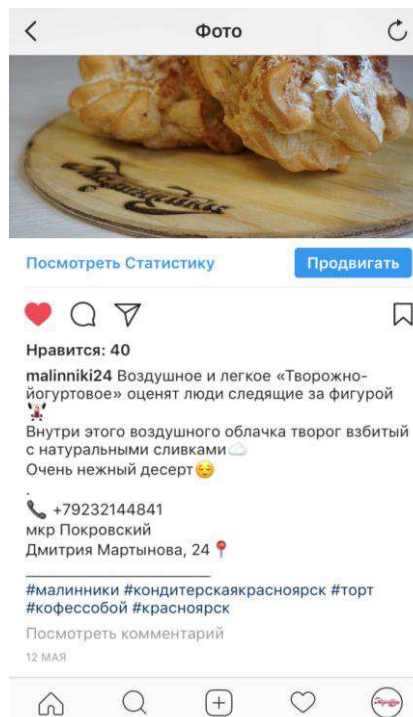 Фото
Малинники
Посмотреть Статистику
Продвигать
Нравится: 40
malinniki24 Воздушное и легкое «Творожно-
йогуртовое» оценят люди следящие за фигурой
🏋
Внутри этого воздушного облачка творог взбитый
с натуральными сливками☁️
Очень нежный десерт😌
.
📞 +79232144841
мкр Покровский
Дмитрия Мартынова, 24📍
#малинники #кондитерскаякрасноярск #торт
#кофессобой #красноярск
Посмотреть комментарий
12 МАЯ